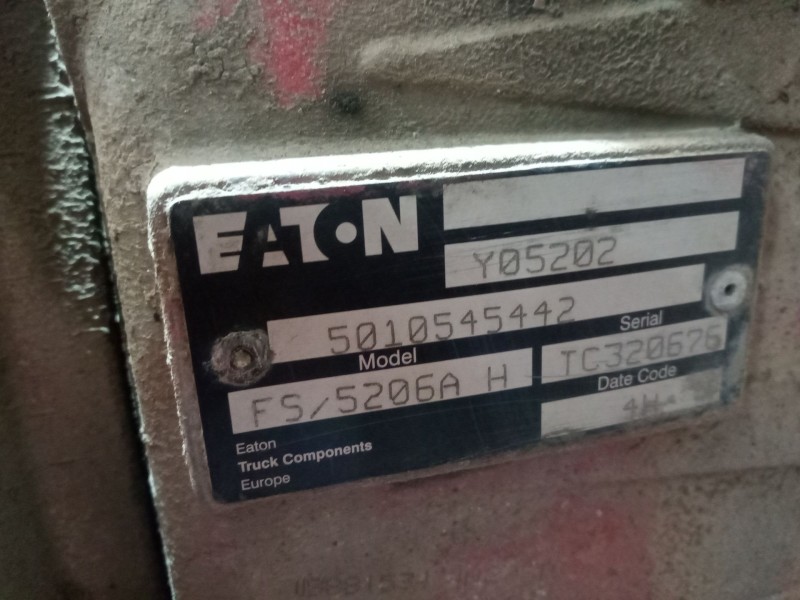 EATON
Y05202
5010545442
Model
Serial
FS/5206A H
TC320676
Date Code
4H
Eaton
Truck Components
Europe